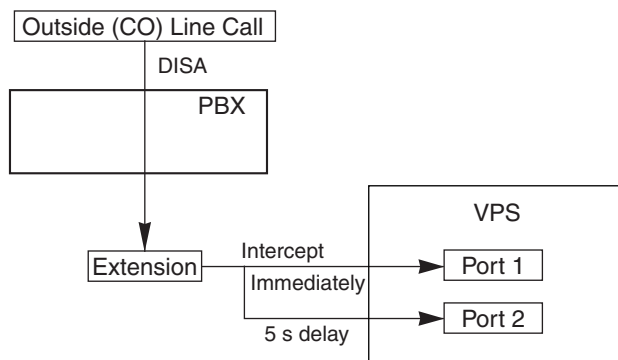 Outside (CO) Line Call
DISA
PBX
VPS
Extension
Intercept
Immediately
Port 1
5 s delay
Port 2